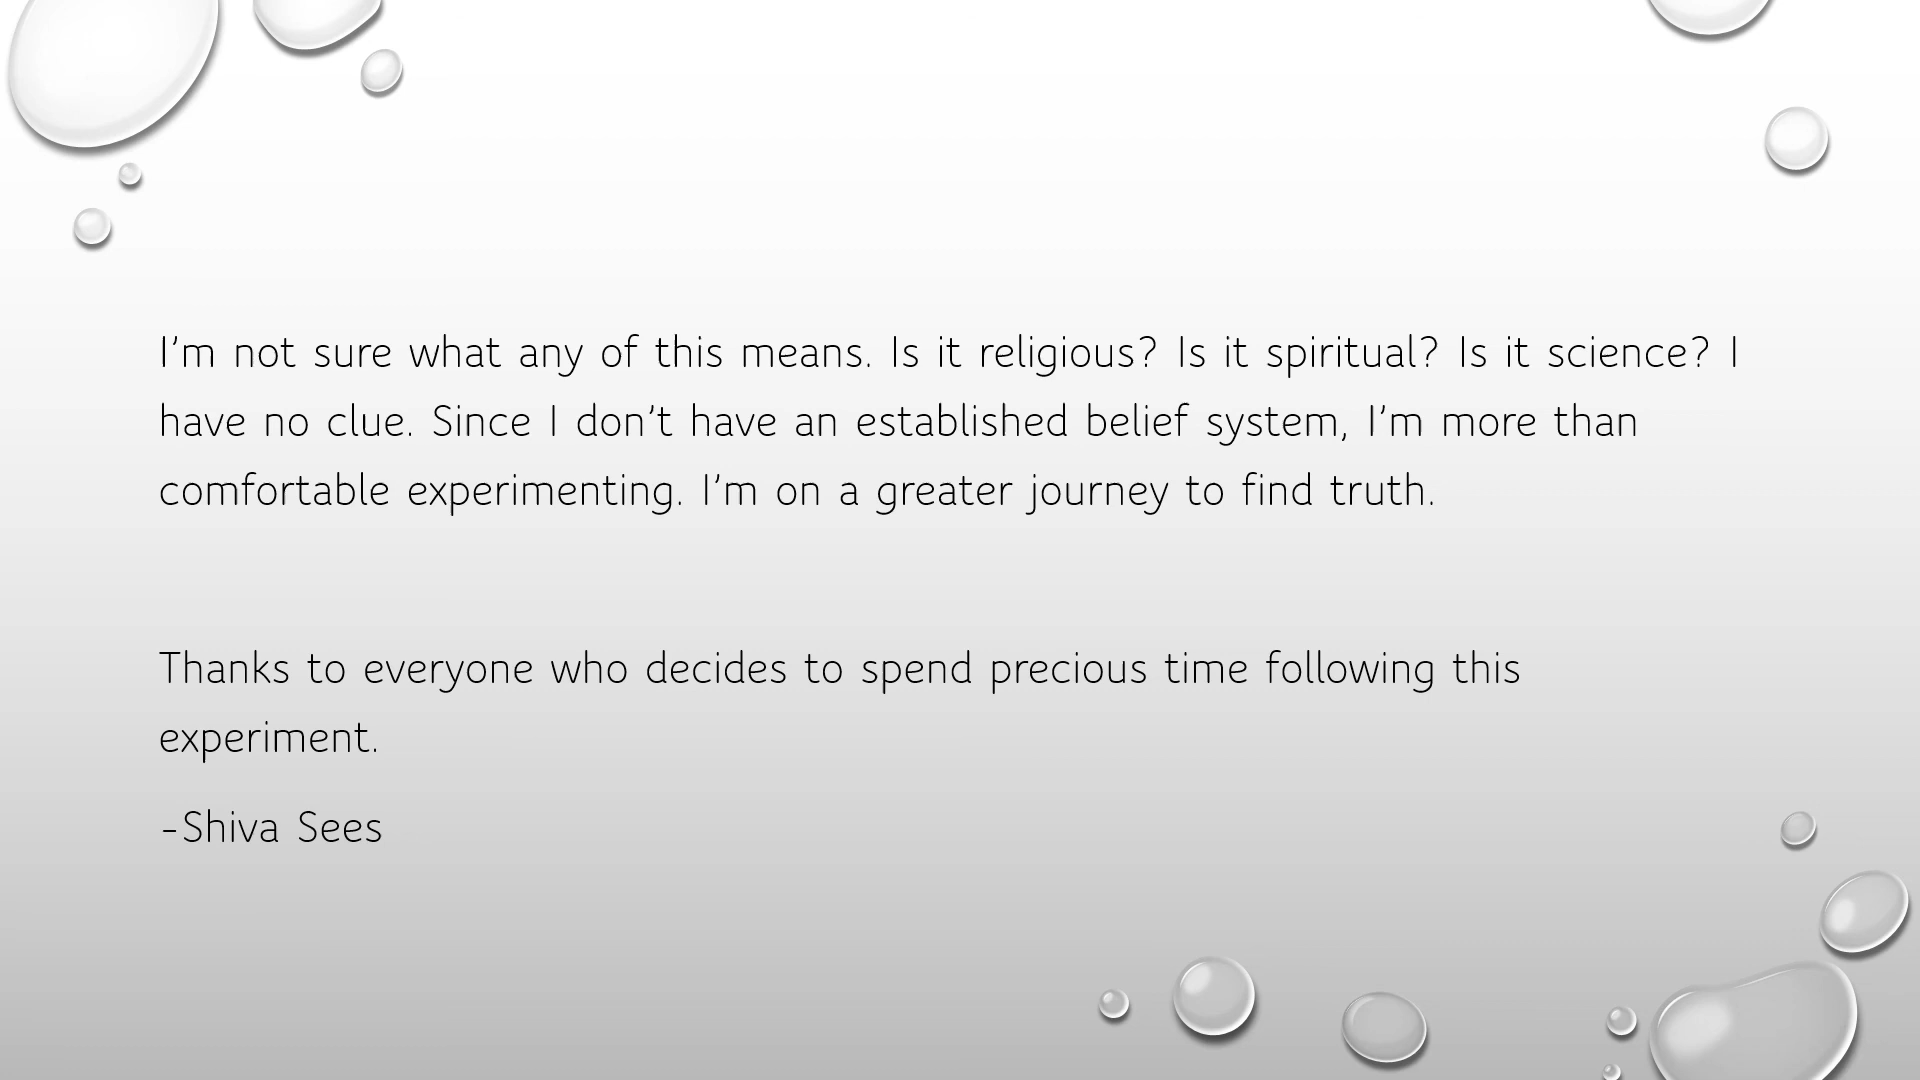 I’m not sure what any of this means. Is it religious? Is it spiritual? Is it science? I
have no clue. Since I don’t have an established belief system, I’m more than
comfortable experimenting. I’m on a greater journey to find truth.
Thanks to everyone who decides to spend precious time following this
experiment.
-Shiva Sees